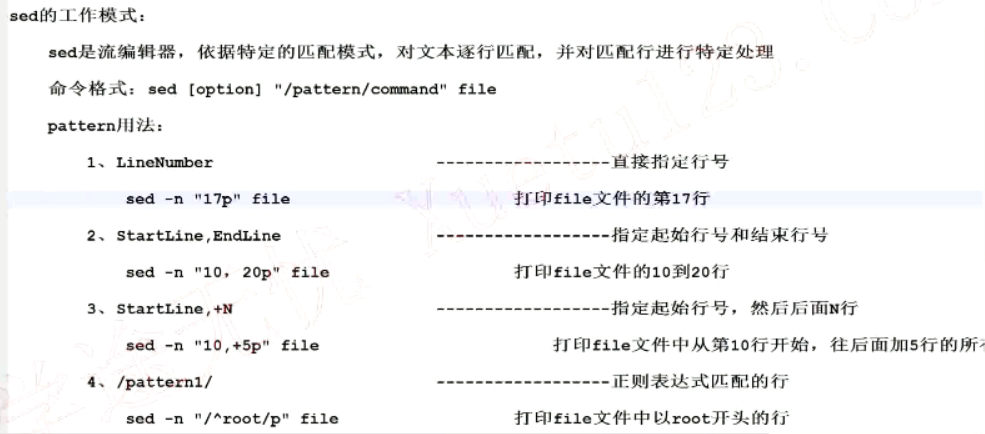 sed的工作模式：
sed是流编辑器，依据特定的匹配模式，对文本逐行匹配，并对匹配行进行特定处理
命令格式：sed [option] "/pattern/command" file
pattern用法：
1、LineNumber ------------------直接指定行号
sed -n "17p" file 打印file文件的第17行
2、StartLine,EndLine ------------------指定起始行号和结束行号
sed -n "10，20p" file 打印file文件的10到20行
3、StartLine,+N ------------------指定起始行号，然后后面N行
sed -n "10,+5p" file 打印file文件中从第10行开始，往后面加5行的所
4、/pattern1/ ------------------正则表达式匹配的行
sed -n "/^root/p" file 打印file文件中以root开头的行